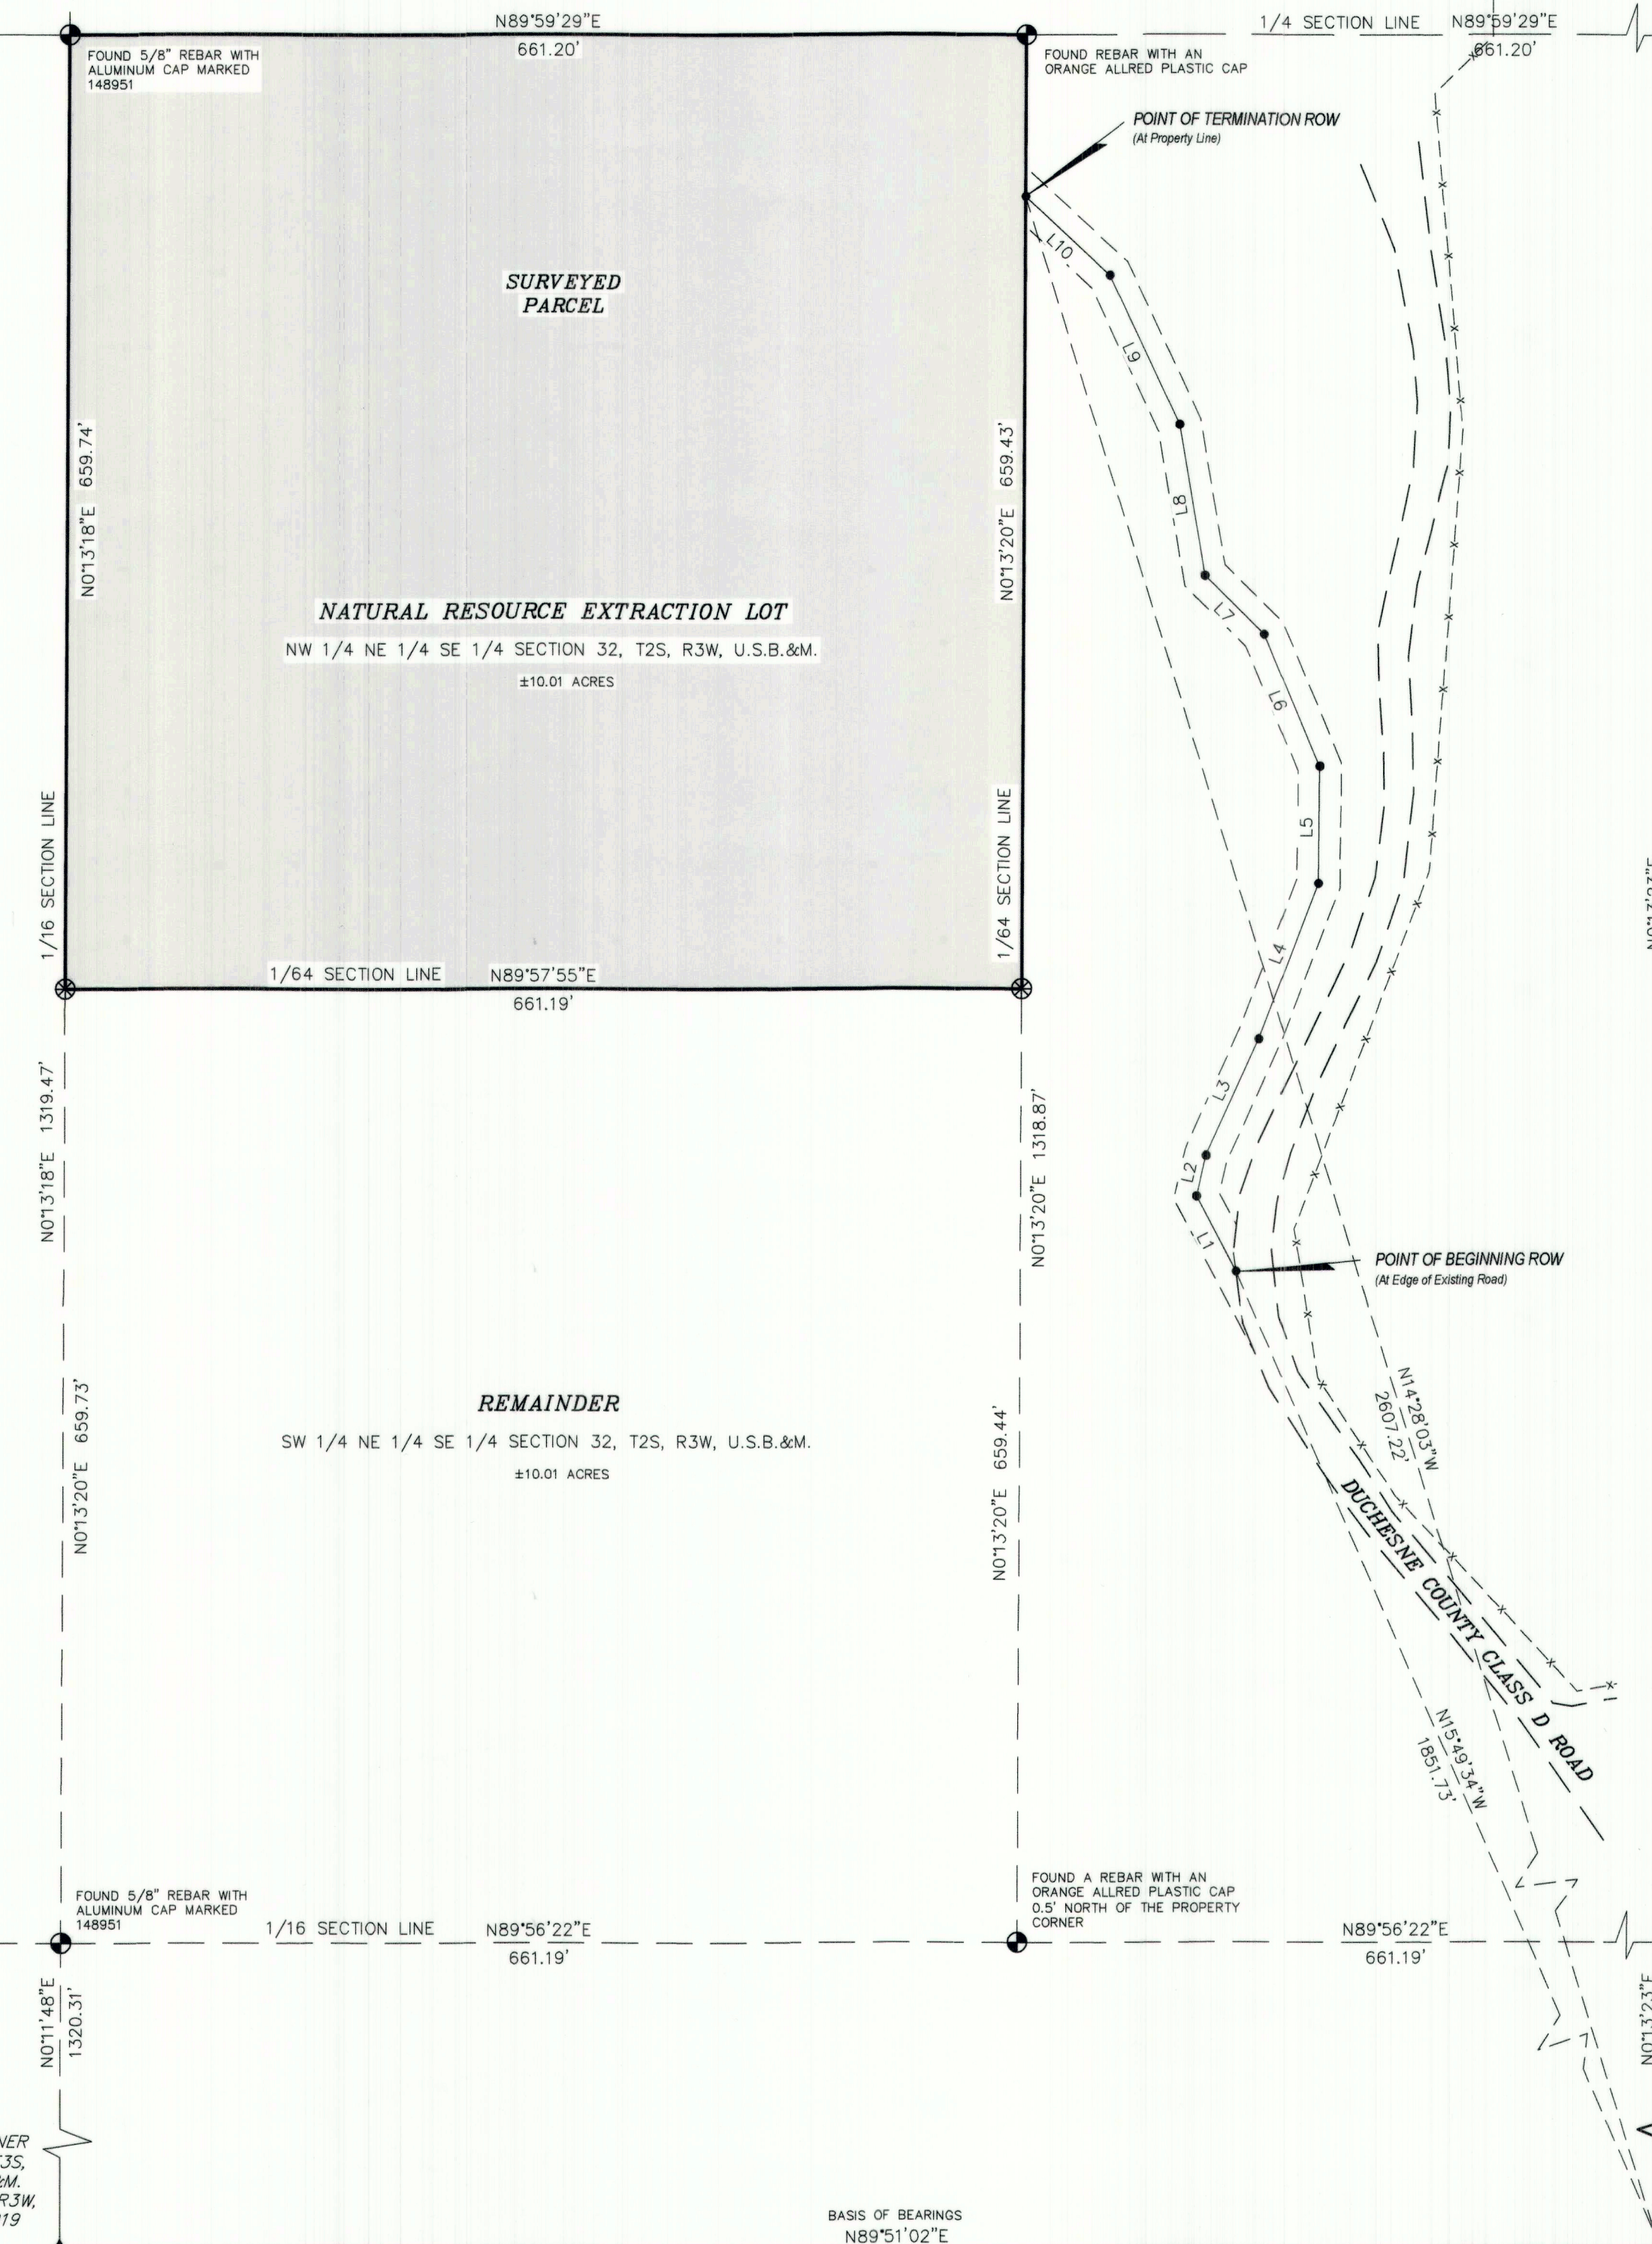 N89°59'29"E
661.20'
1/4 SECTION LINE N89°59'29"E
661.20'
FOUND 5/8" REBAR WITH
ALUMINUM CAP MARKED
148951
FOUND REBAR WITH AN
ORANGE ALLRED PLASTIC CAP
POINT OF TERMINATION ROW
(At Property Line)
L10
SURVEYED
PARCEL
L9
N0°13'18"E 659.74'
N0°13'20"E 659.43'
L8
L7
NATURAL RESOURCE EXTRACTION LOT
NW 1/4 NE 1/4 SE 1/4 SECTION 32, T2S, R3W, U.S.B.&M.
±10.01 ACRES
L6
1/16 SECTION LINE
1/64 SECTION LINE
L5
L4
1/64 SECTION LINE N89°57'55"E
661.19'
N0°13'18"E 1319.47'
N0°13'20"E 1318.87'
L3
L2
L1
POINT OF BEGINNING ROW
(At Edge of Existing Road)
N14°28'03"W
2607.22'
REMAINDER
SW 1/4 NE 1/4 SE 1/4 SECTION 32, T2S, R3W, U.S.B.&M.
±10.01 ACRES
N0°13'20"E 659.73'
N0°13'20"E 659.44'
DUCHESNE COUNTY CLASS D ROAD
N15°49'34"W
1851.73'
FOUND 5/8" REBAR WITH
ALUMINUM CAP MARKED
148951
FOUND A REBAR WITH AN
ORANGE ALLRED PLASTIC CAP
0.5' NORTH OF THE PROPERTY
CORNER
1/16 SECTION LINE N89°56'22"E
661.19'
N89°56'22"E
661.19'
N0°11'48"E
1320.31'
N0°13'23"E
NER
T3S,
&M.
R3W,
019
BASIS OF BEARINGS
N89°51'02"E